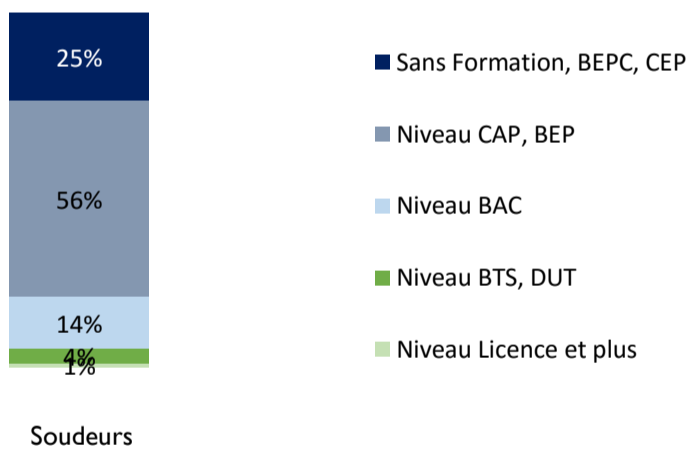 25%
56%
14%
4%
1%
Soudeurs
Sans Formation, BEPC, CEP
Niveau CAP, BEP
Niveau BAC
Niveau BTS, DUT
Niveau Licence et plus